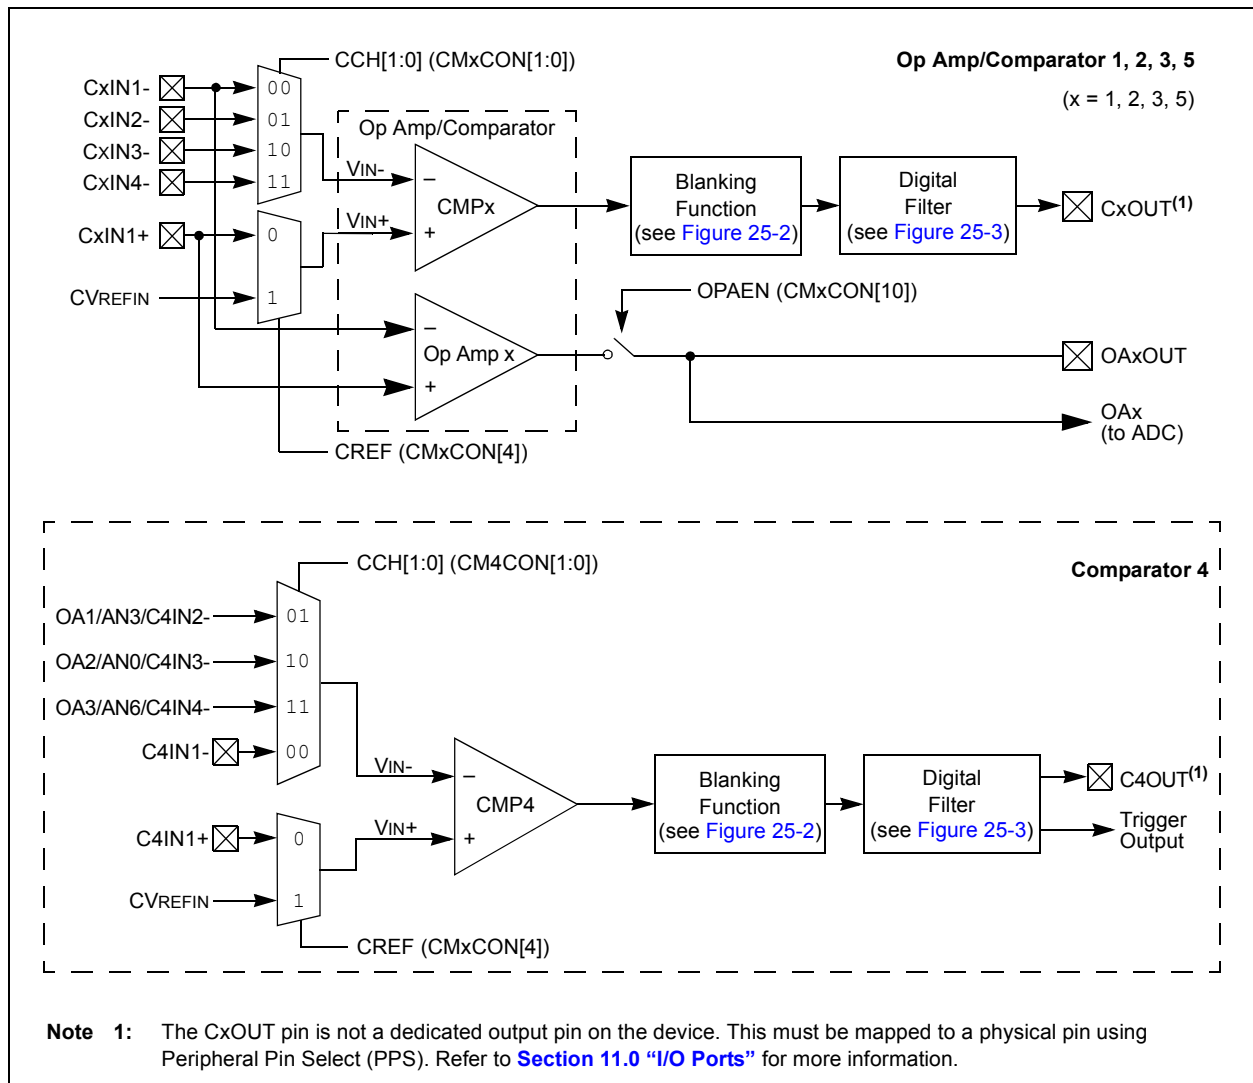 CCH[1:0] (CMxCON[1:0])
Op Amp/Comparator 1, 2, 3, 5
(x = 1, 2, 3, 5)
CxIN1-
00
CxIN2-
01
Op Amp/Comparator
CxIN3-
10
CxIN4-
11
VIN-
–
CMPx
Blanking
Function
(see Figure 25-2)
Digital
Filter
(see Figure 25-3)
CxOUT(1)
CxIN1+
0
VIN+
+
CVREFIN
1
OPAEN (CMxCON[10])
–
Op Amp x
+
OAxOUT
OAx
(to ADC)
CREF (CMxCON[4])
CCH[1:0] (CM4CON[1:0])
Comparator 4
OA1/AN3/C4IN2-
01
OA2/AN0/C4IN3-
10
OA3/AN6/C4IN4-
11
C4IN1-
00
VIN-
–
CMP4
Blanking
Function
(see Figure 25-2)
Digital
Filter
(see Figure 25-3)
C4OUT(1)
Trigger
Output
C4IN1+
0
VIN+
+
CVREFIN
1
CREF (CMxCON[4])
Note 1: The CxOUT pin is not a dedicated output pin on the device. This must be mapped to a physical pin using
Peripheral Pin Select (PPS). Refer to Section 11.0 “I/O Ports” for more information.